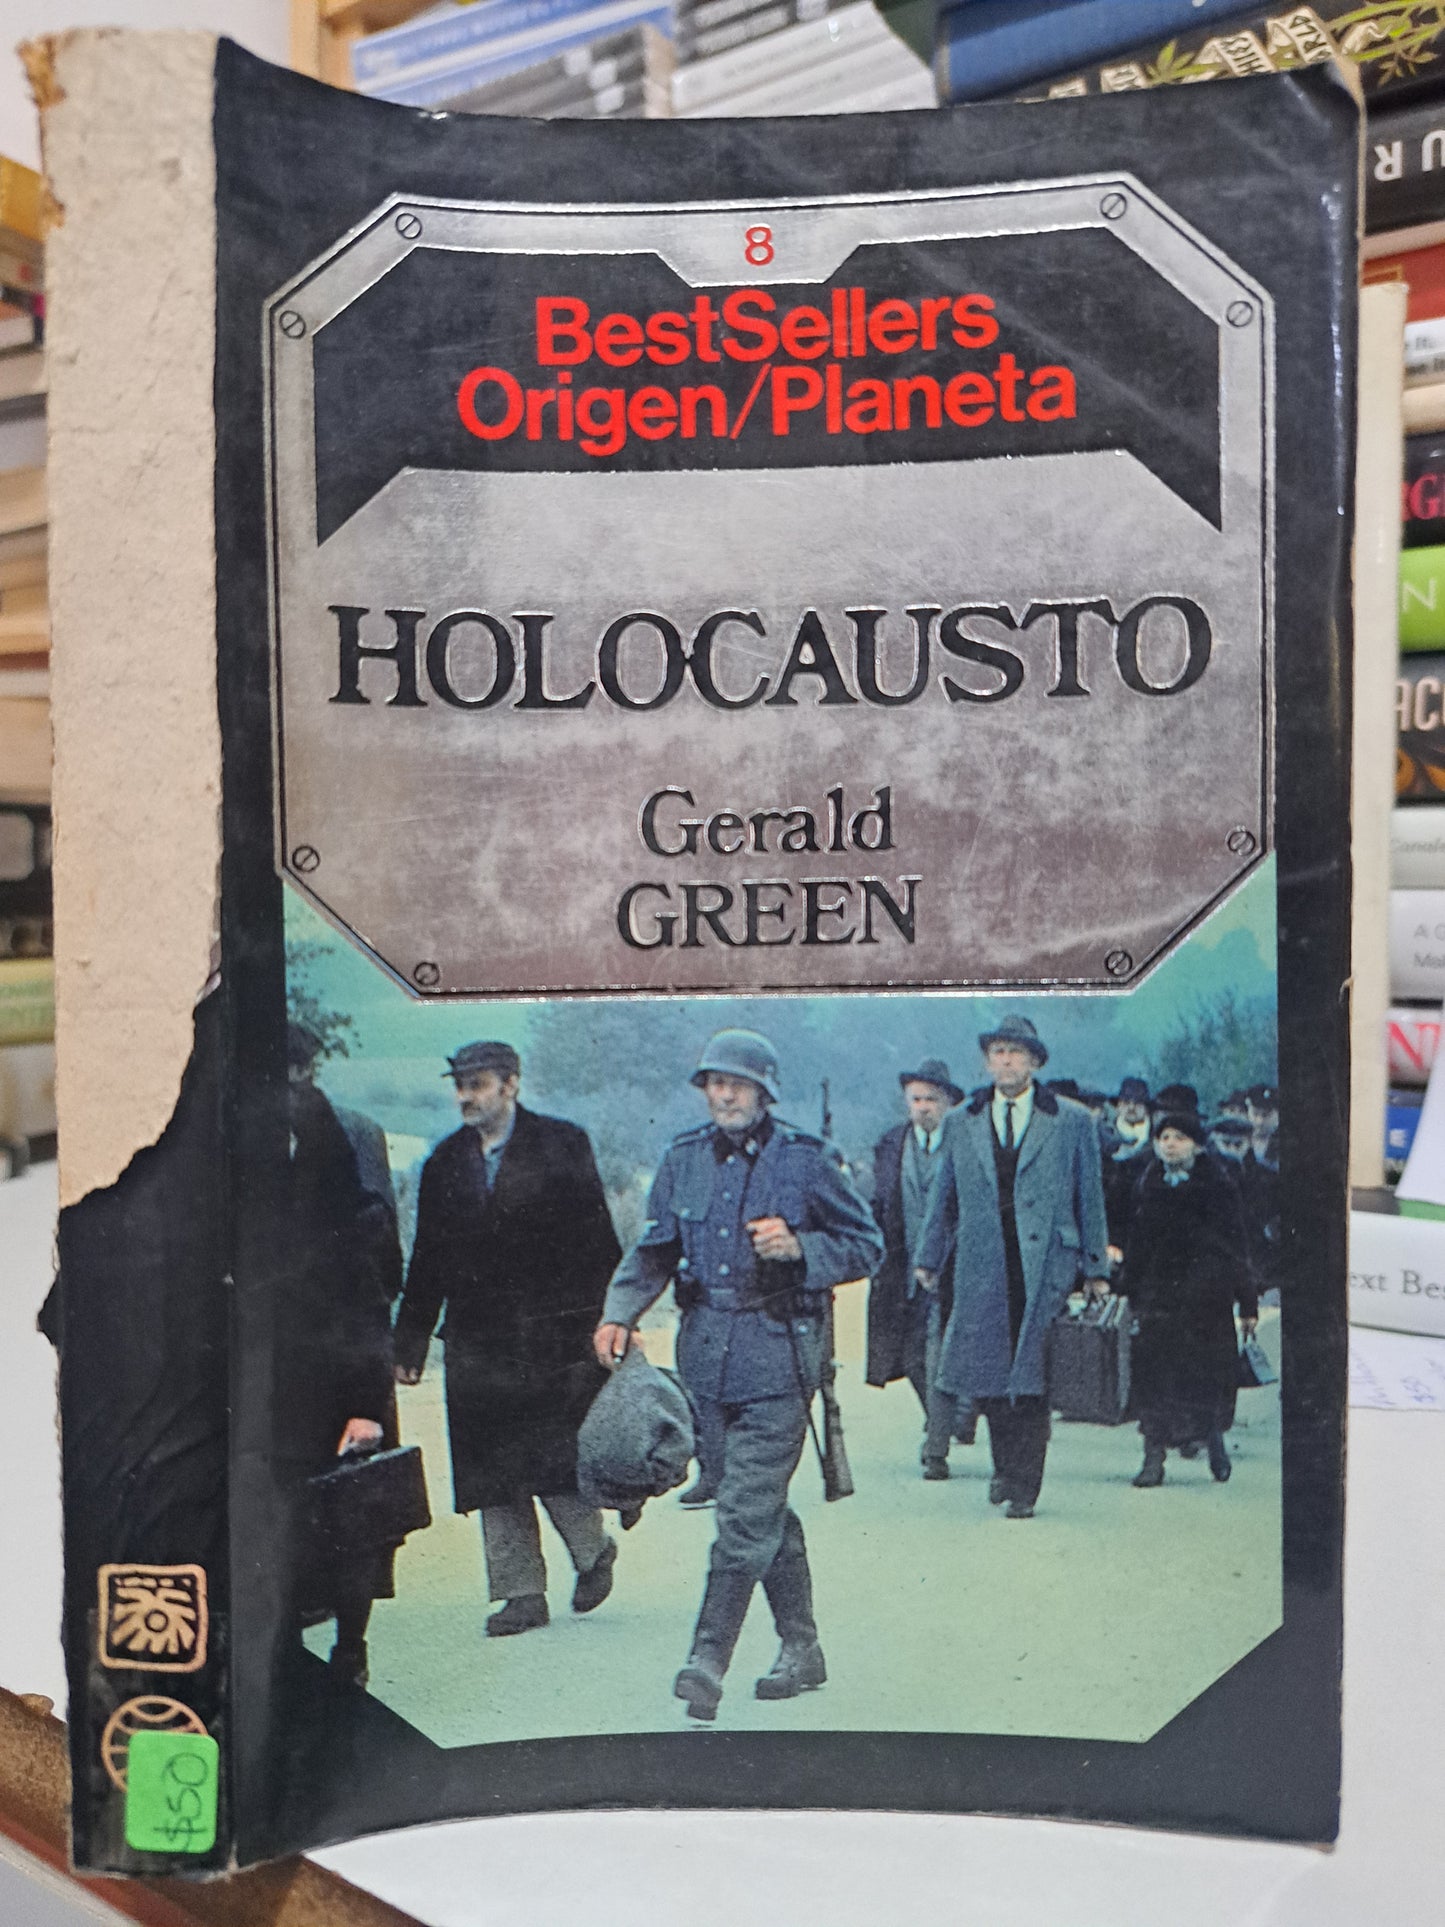 8
BestSellers
Origen/Planeta
HOLOCAUSTO
Gerald
GREEN
$50